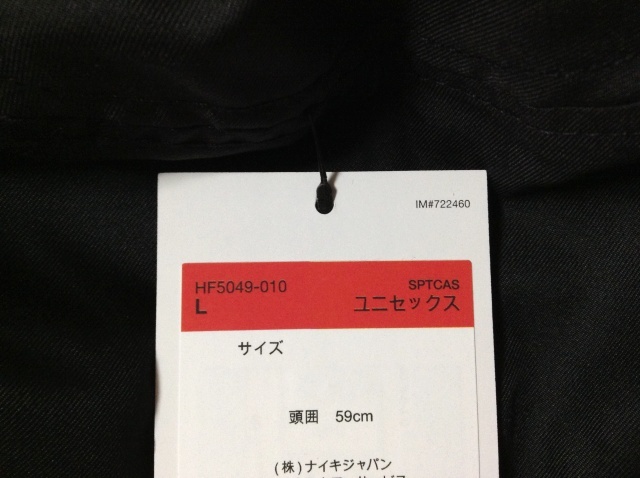 IM#722460
HF5049-010 SPTCAS
L ユニセックス
サイズ
頭囲 59cm
(株)ナイキジャパン